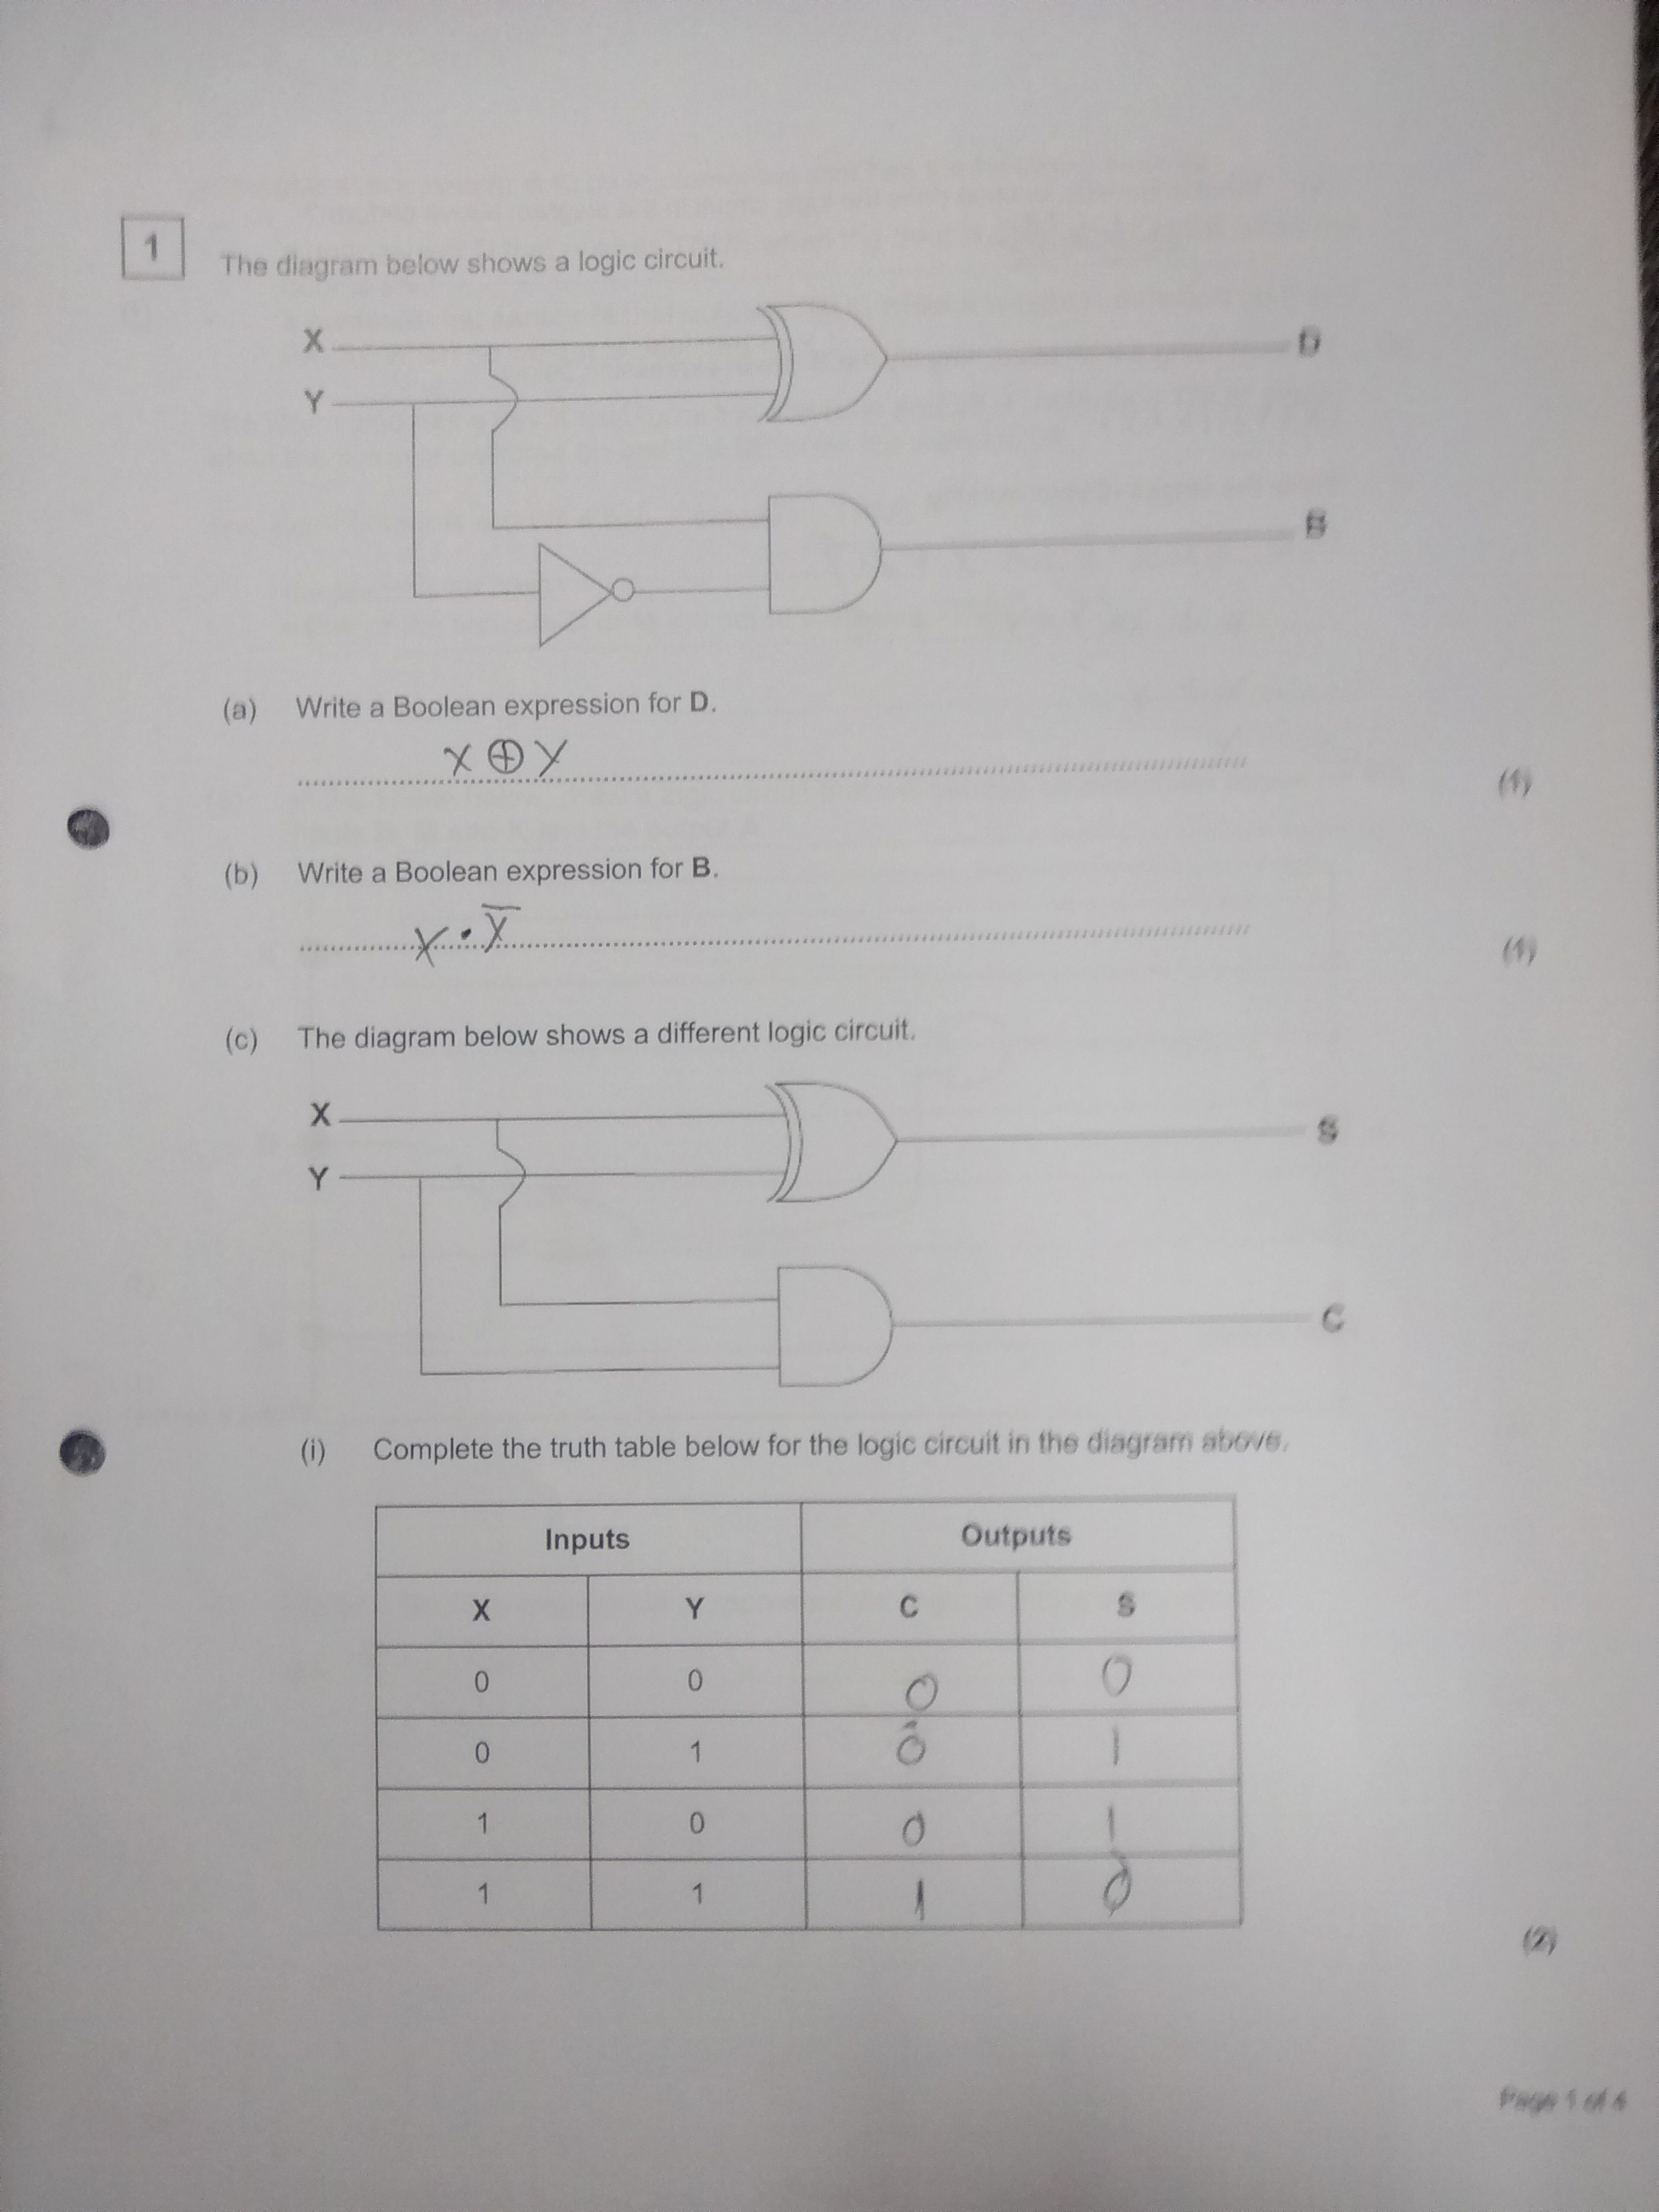 1
The diagram below shows a logic circuit.
X
D
Y
B
(a) Write a Boolean expression for D.
X ⊕ Y
(1)
(b) Write a Boolean expression for B.
(1)
(c) The diagram below shows a different logic circuit.
X
S
Y
C
(i) Complete the truth table below for the logic circuit in the diagram above.
Inputs Outputs
X Y C S
0 0 0 0
0 1 0 1
1 0 0 1
1 1 1 0
(2)
Page 1 of 4